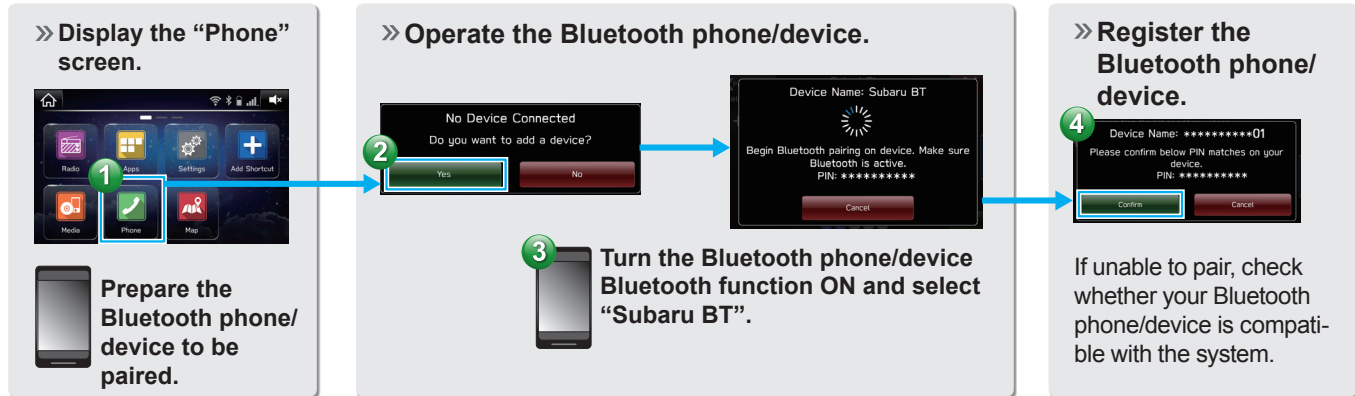 » Display the “Phone”
screen.
Radio
Apps
Settings
Add Shortcut
1
Media
Phone
Map
Prepare the
Bluetooth phone/
device to be
paired.
» Operate the Bluetooth phone/device.
No Device Connected
Do you want to add a device?
2
Yes
No
Device Name: Subaru BT
Begin Bluetooth pairing on device. Make sure
Bluetooth is active.
PIN: **********
Cancel
3
Turn the Bluetooth phone/device
Bluetooth function ON and select
“Subaru BT”.
» Register the
Bluetooth phone/
device.
4
Device Name: **********01
Please confirm below PIN matches on your
device.
PIN: **********
Confirm
Cancel
If unable to pair, check
whether your Bluetooth
phone/device is compati-
ble with the system.